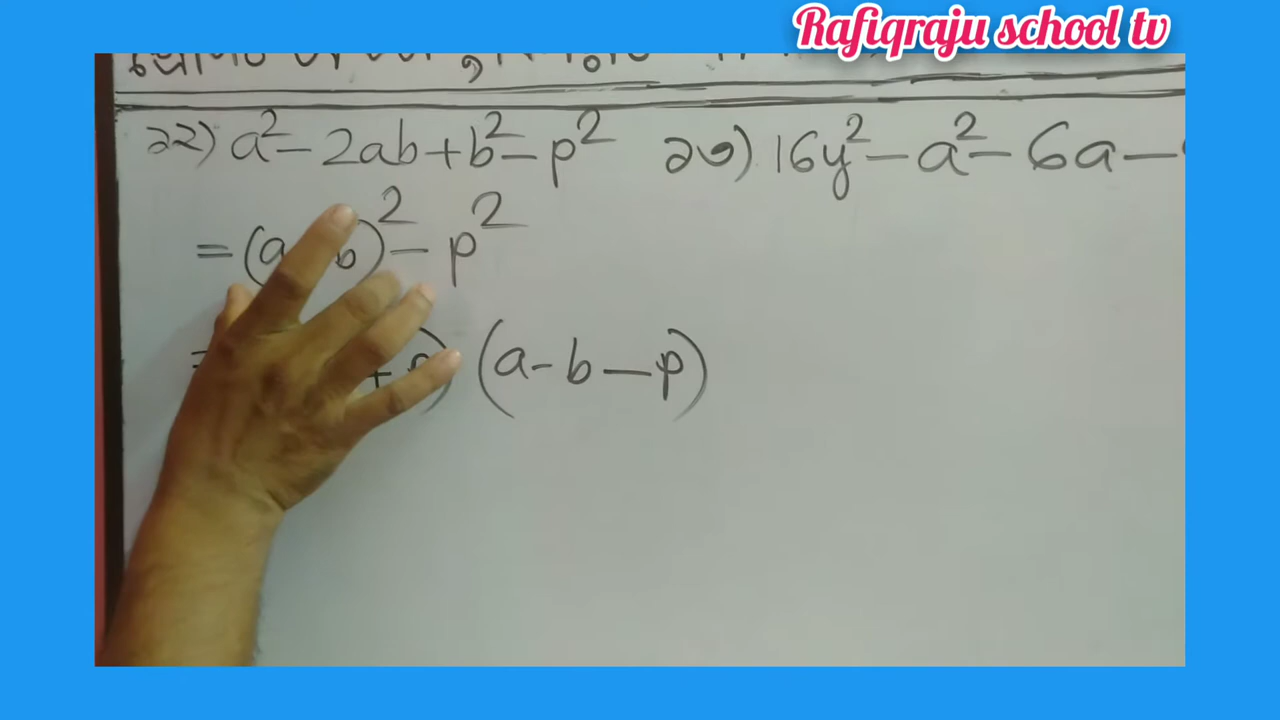 Rafiqraju school tv
২২) a² - 2ab + b² - p²
= (a b)² - p²
= + p) (a - b - p)
২৩) 16y² - a² - 6a -